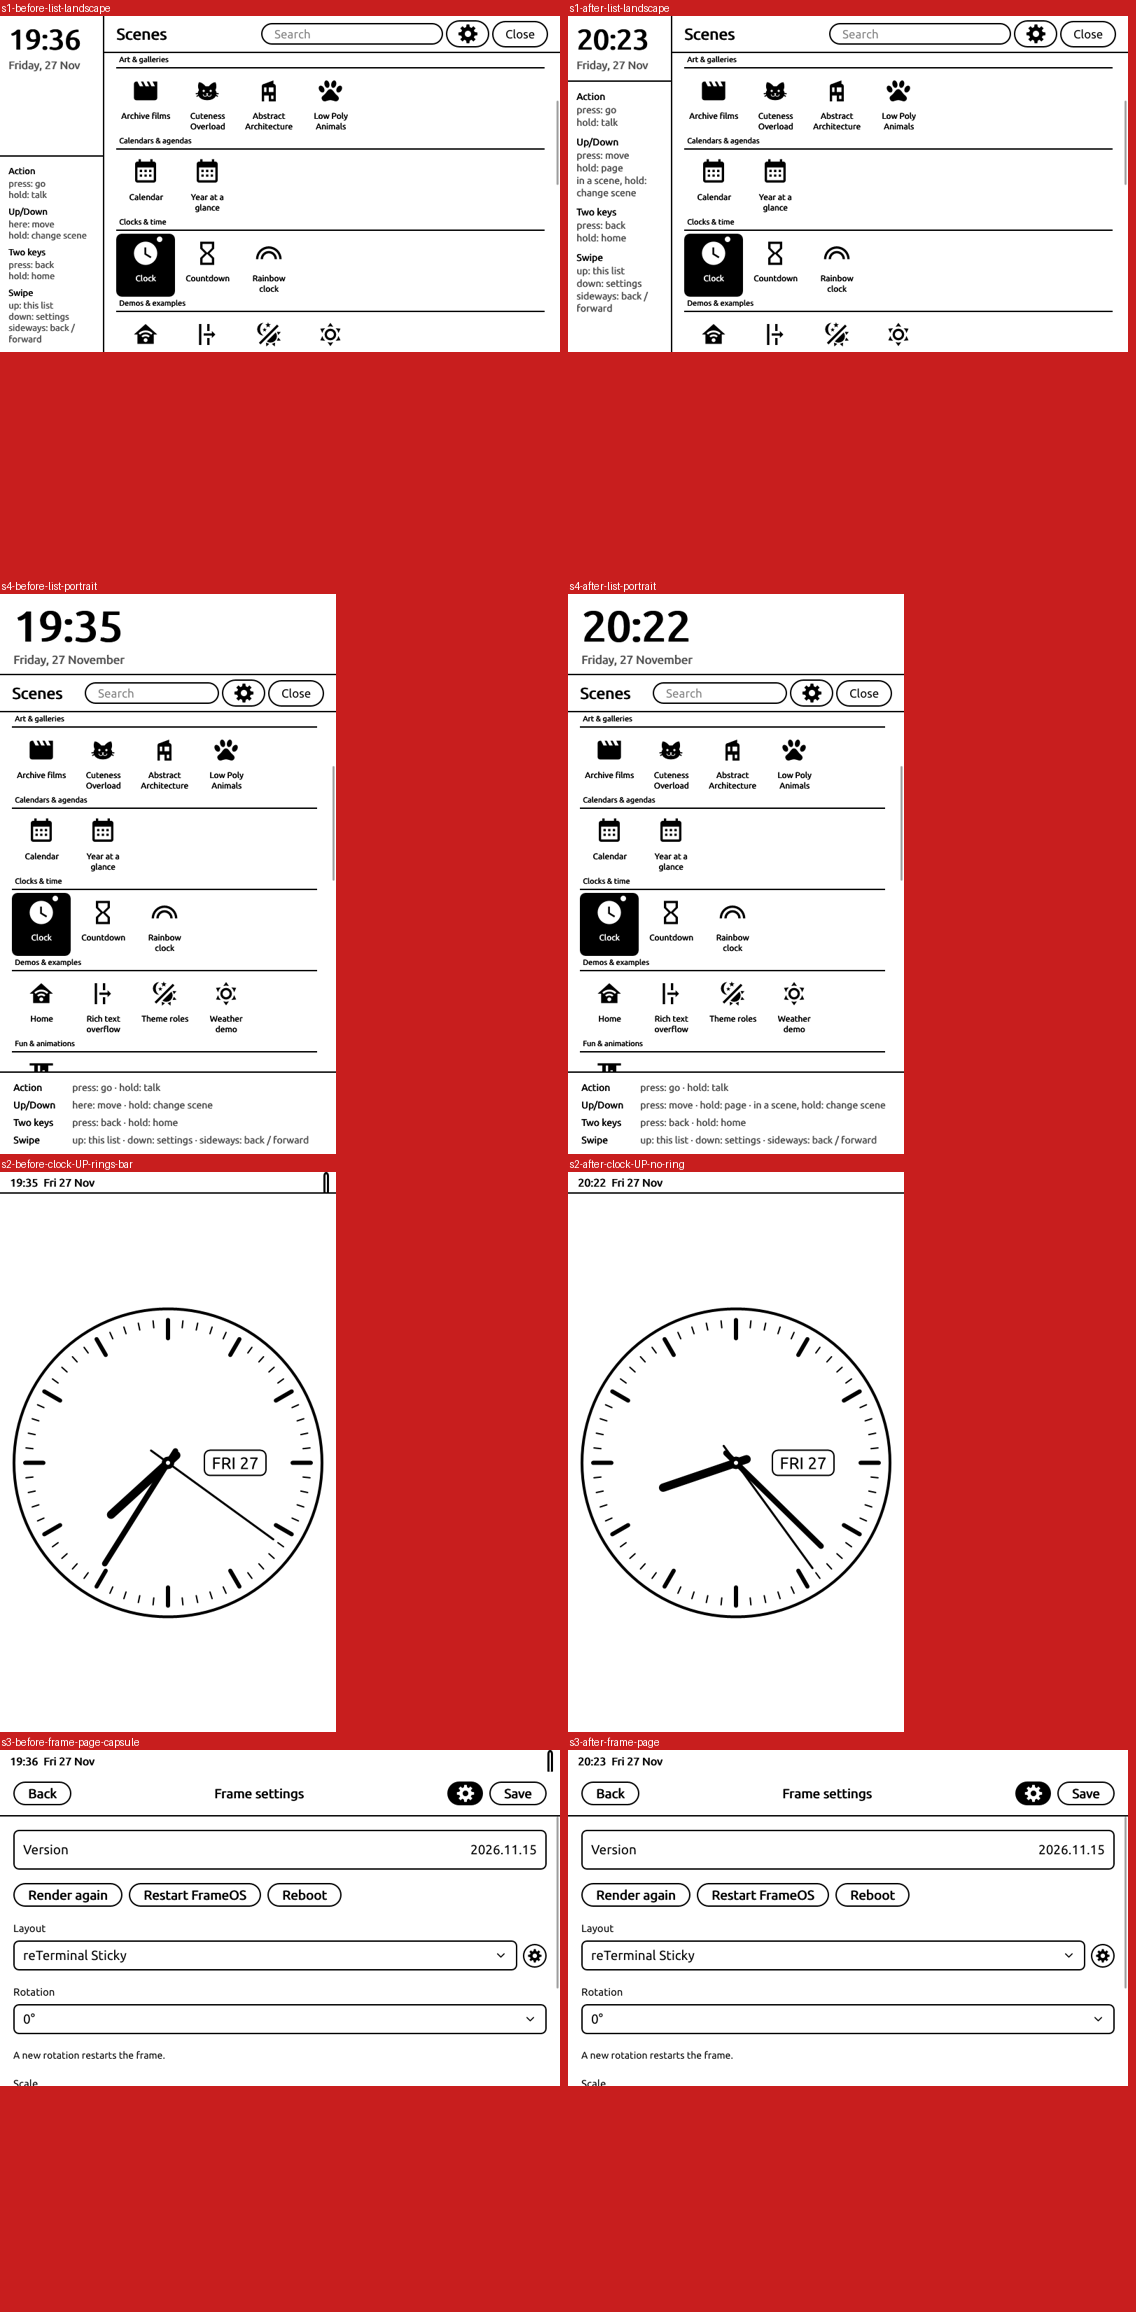 s1-before-list-landscape
19:36
Friday, 27 Nov
Scenes
Search
Close
Art & galleries
Archive films
Cuteness
Overload
Abstract
Architecture
Low Poly
Animals
Calendars & agendas
Calendar
Year at a
glance
Clocks & time
Clock
Countdown
Rainbow
clock
Demos & examples
Action
press: go
hold: talk
Up/Down
here: move
hold: change scene
Two keys
press: back
hold: home
Swipe
up: this list
down: settings
sideways: back /
forward
s1-after-list-landscape
20:23
Friday, 27 Nov
Scenes
Search
Close
Art & galleries
Archive films
Cuteness
Overload
Abstract
Architecture
Low Poly
Animals
Calendars & agendas
Calendar
Year at a
glance
Clocks & time
Clock
Countdown
Rainbow
clock
Demos & examples
Action
press: go
hold: talk
Up/Down
press: move
hold: page
in a scene, hold:
change scene
Two keys
press: back
hold: home
Swipe
up: this list
down: settings
sideways: back /
forward
s4-before-list-portrait
19:35
Friday, 27 November
Scenes
Search
Close
Art & galleries
Archive films
Cuteness
Overload
Abstract
Architecture
Low Poly
Animals
Calendars & agendas
Calendar
Year at a
glance
Clocks & time
Clock
Countdown
Rainbow
clock
Demos & examples
Home
Rich text
overflow
Theme roles
Weather
demo
Fun & animations
Action press: go · hold: talk
Up/Down here: move · hold: change scene
Two keys press: back · hold: home
Swipe up: this list · down: settings · sideways: back / forward
s4-after-list-portrait
20:22
Friday, 27 November
Scenes
Search
Close
Art & galleries
Archive films
Cuteness
Overload
Abstract
Architecture
Low Poly
Animals
Calendars & agendas
Calendar
Year at a
glance
Clocks & time
Clock
Countdown
Rainbow
clock
Demos & examples
Home
Rich text
overflow
Theme roles
Weather
demo
Fun & animations
Action press: go · hold: talk
Up/Down press: move · hold: page · in a scene, hold: change scene
Two keys press: back · hold: home
Swipe up: this list · down: settings · sideways: back / forward
s2-before-clock-UP-rings-bar
19:35 Fri 27 Nov
FRI 27
s2-after-clock-UP-no-ring
20:22 Fri 27 Nov
FRI 27
s3-before-frame-page-capsule
19:36 Fri 27 Nov
Back
Frame settings
Save
Version 2026.11.15
Render again
Restart FrameOS
Reboot
Layout
reTerminal Sticky
Rotation
0°
A new rotation restarts the frame.
Scale
s3-after-frame-page
20:23 Fri 27 Nov
Back
Frame settings
Save
Version 2026.11.15
Render again
Restart FrameOS
Reboot
Layout
reTerminal Sticky
Rotation
0°
A new rotation restarts the frame.
Scale